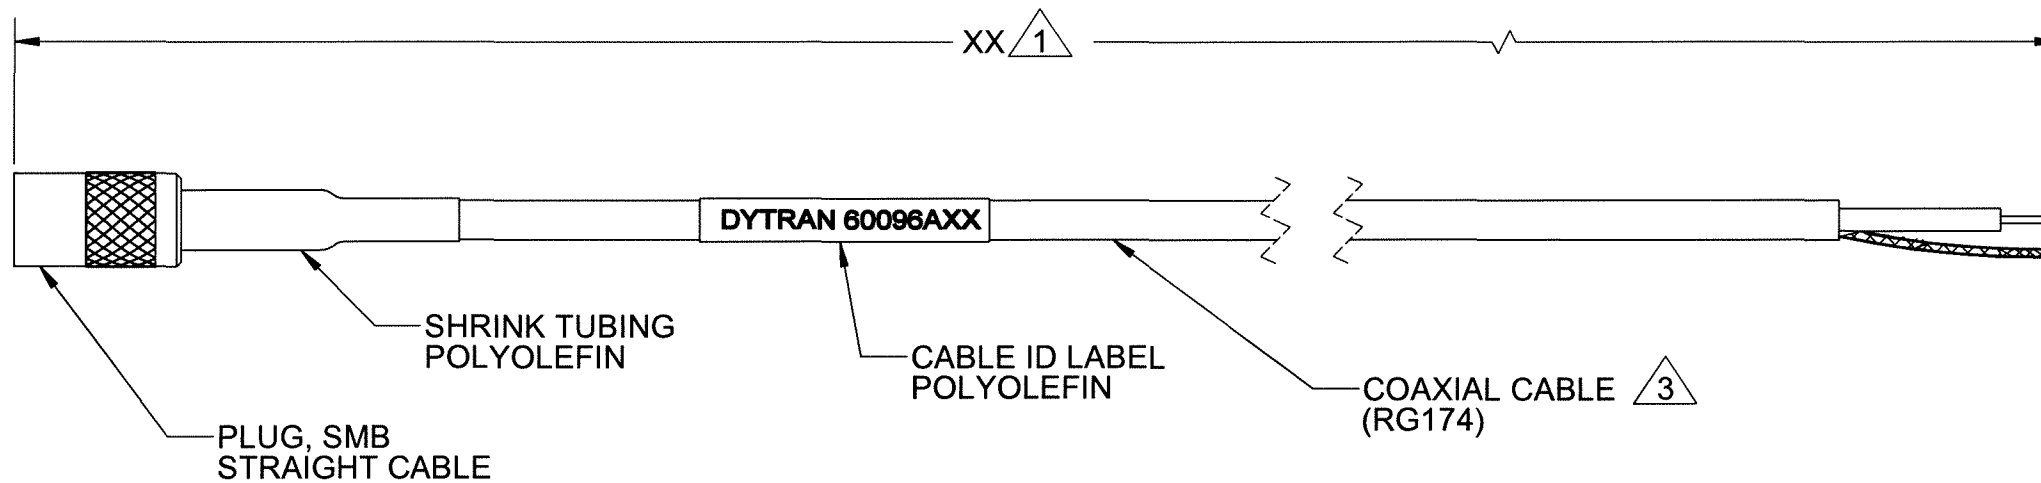 XX 1
DYTRAN 60096AXX
SHRINK TUBING
POLYOLEFIN
CABLE ID LABEL
POLYOLEFIN
COAXIAL CABLE 3
(RG174)
PLUG, SMB
STRAIGHT CABLE